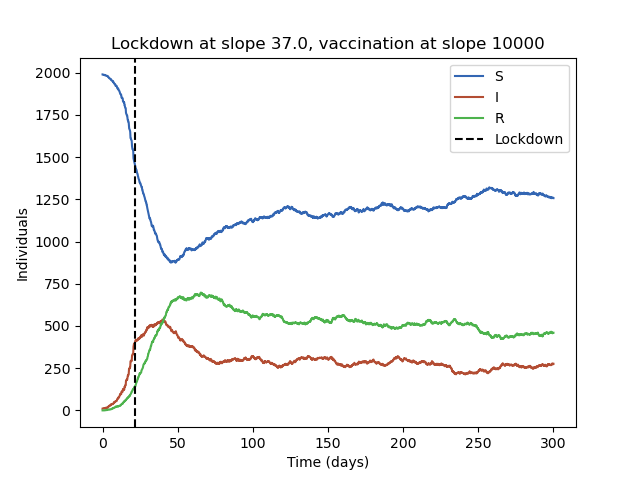 Lockdown at slope 37.0, vaccination at slope 10000
S
I
R
Lockdown
2000
1750
1500
1250
1000
750
500
250
0
Individuals
0 50 100 150 200 250 300
Time (days)